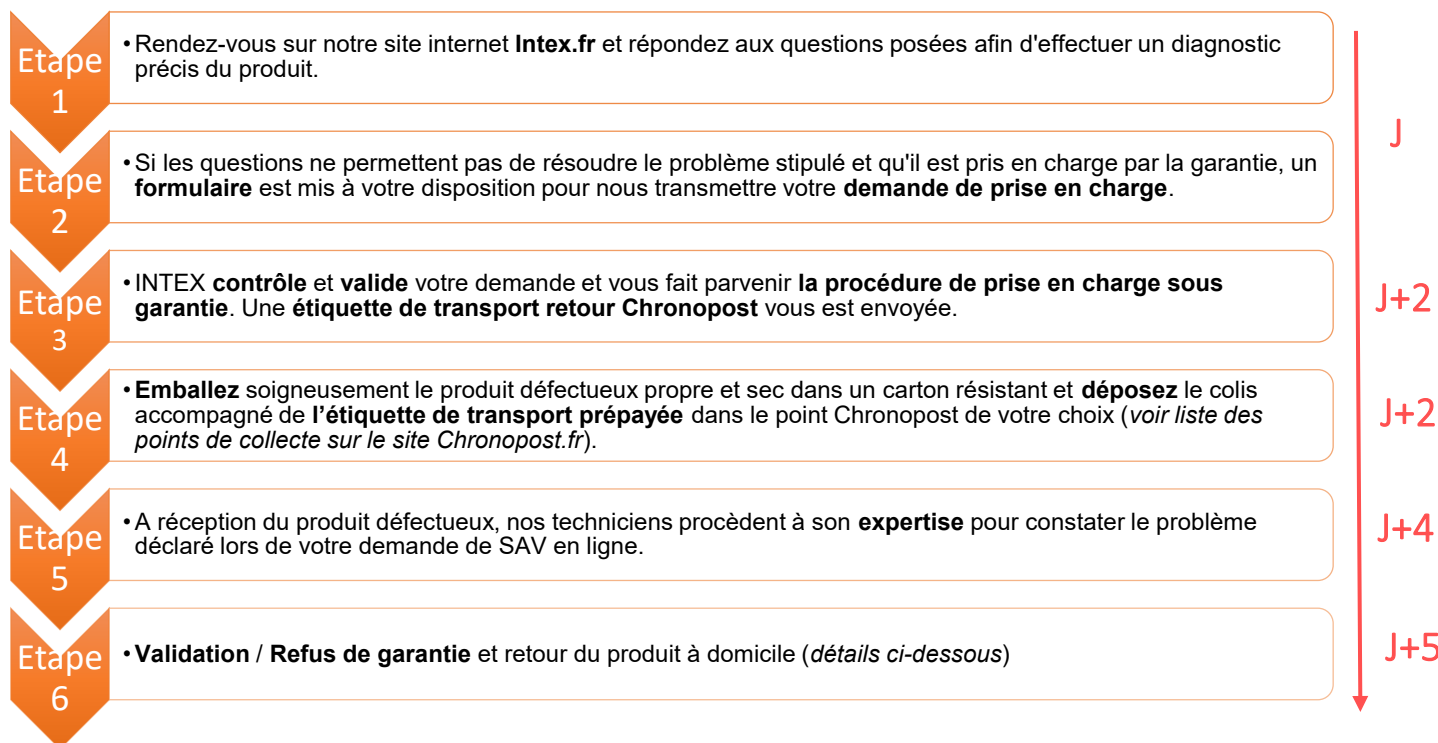 Etape
1
•Rendez-vous sur notre site internet Intex.fr et répondez aux questions posées afin d'effectuer un diagnostic
précis du produit.
J
Etape
2
•Si les questions ne permettent pas de résoudre le problème stipulé et qu'il est pris en charge par la garantie, un
formulaire est mis à votre disposition pour nous transmettre votre demande de prise en charge.
Etape
3
•INTEX contrôle et valide votre demande et vous fait parvenir la procédure de prise en charge sous
garantie. Une étiquette de transport retour Chronopost vous est envoyée.
J+2
Etape
4
•Emballez soigneusement le produit défectueux propre et sec dans un carton résistant et déposez le colis
accompagné de l’étiquette de transport prépayée dans le point Chronopost de votre choix (voir liste des
points de collecte sur le site Chronopost.fr).
J+2
Etape
5
•A réception du produit défectueux, nos techniciens procèdent à son expertise pour constater le problème
déclaré lors de votre demande de SAV en ligne.
J+4
Etape
6
•Validation / Refus de garantie et retour du produit à domicile (détails ci-dessous)
J+5